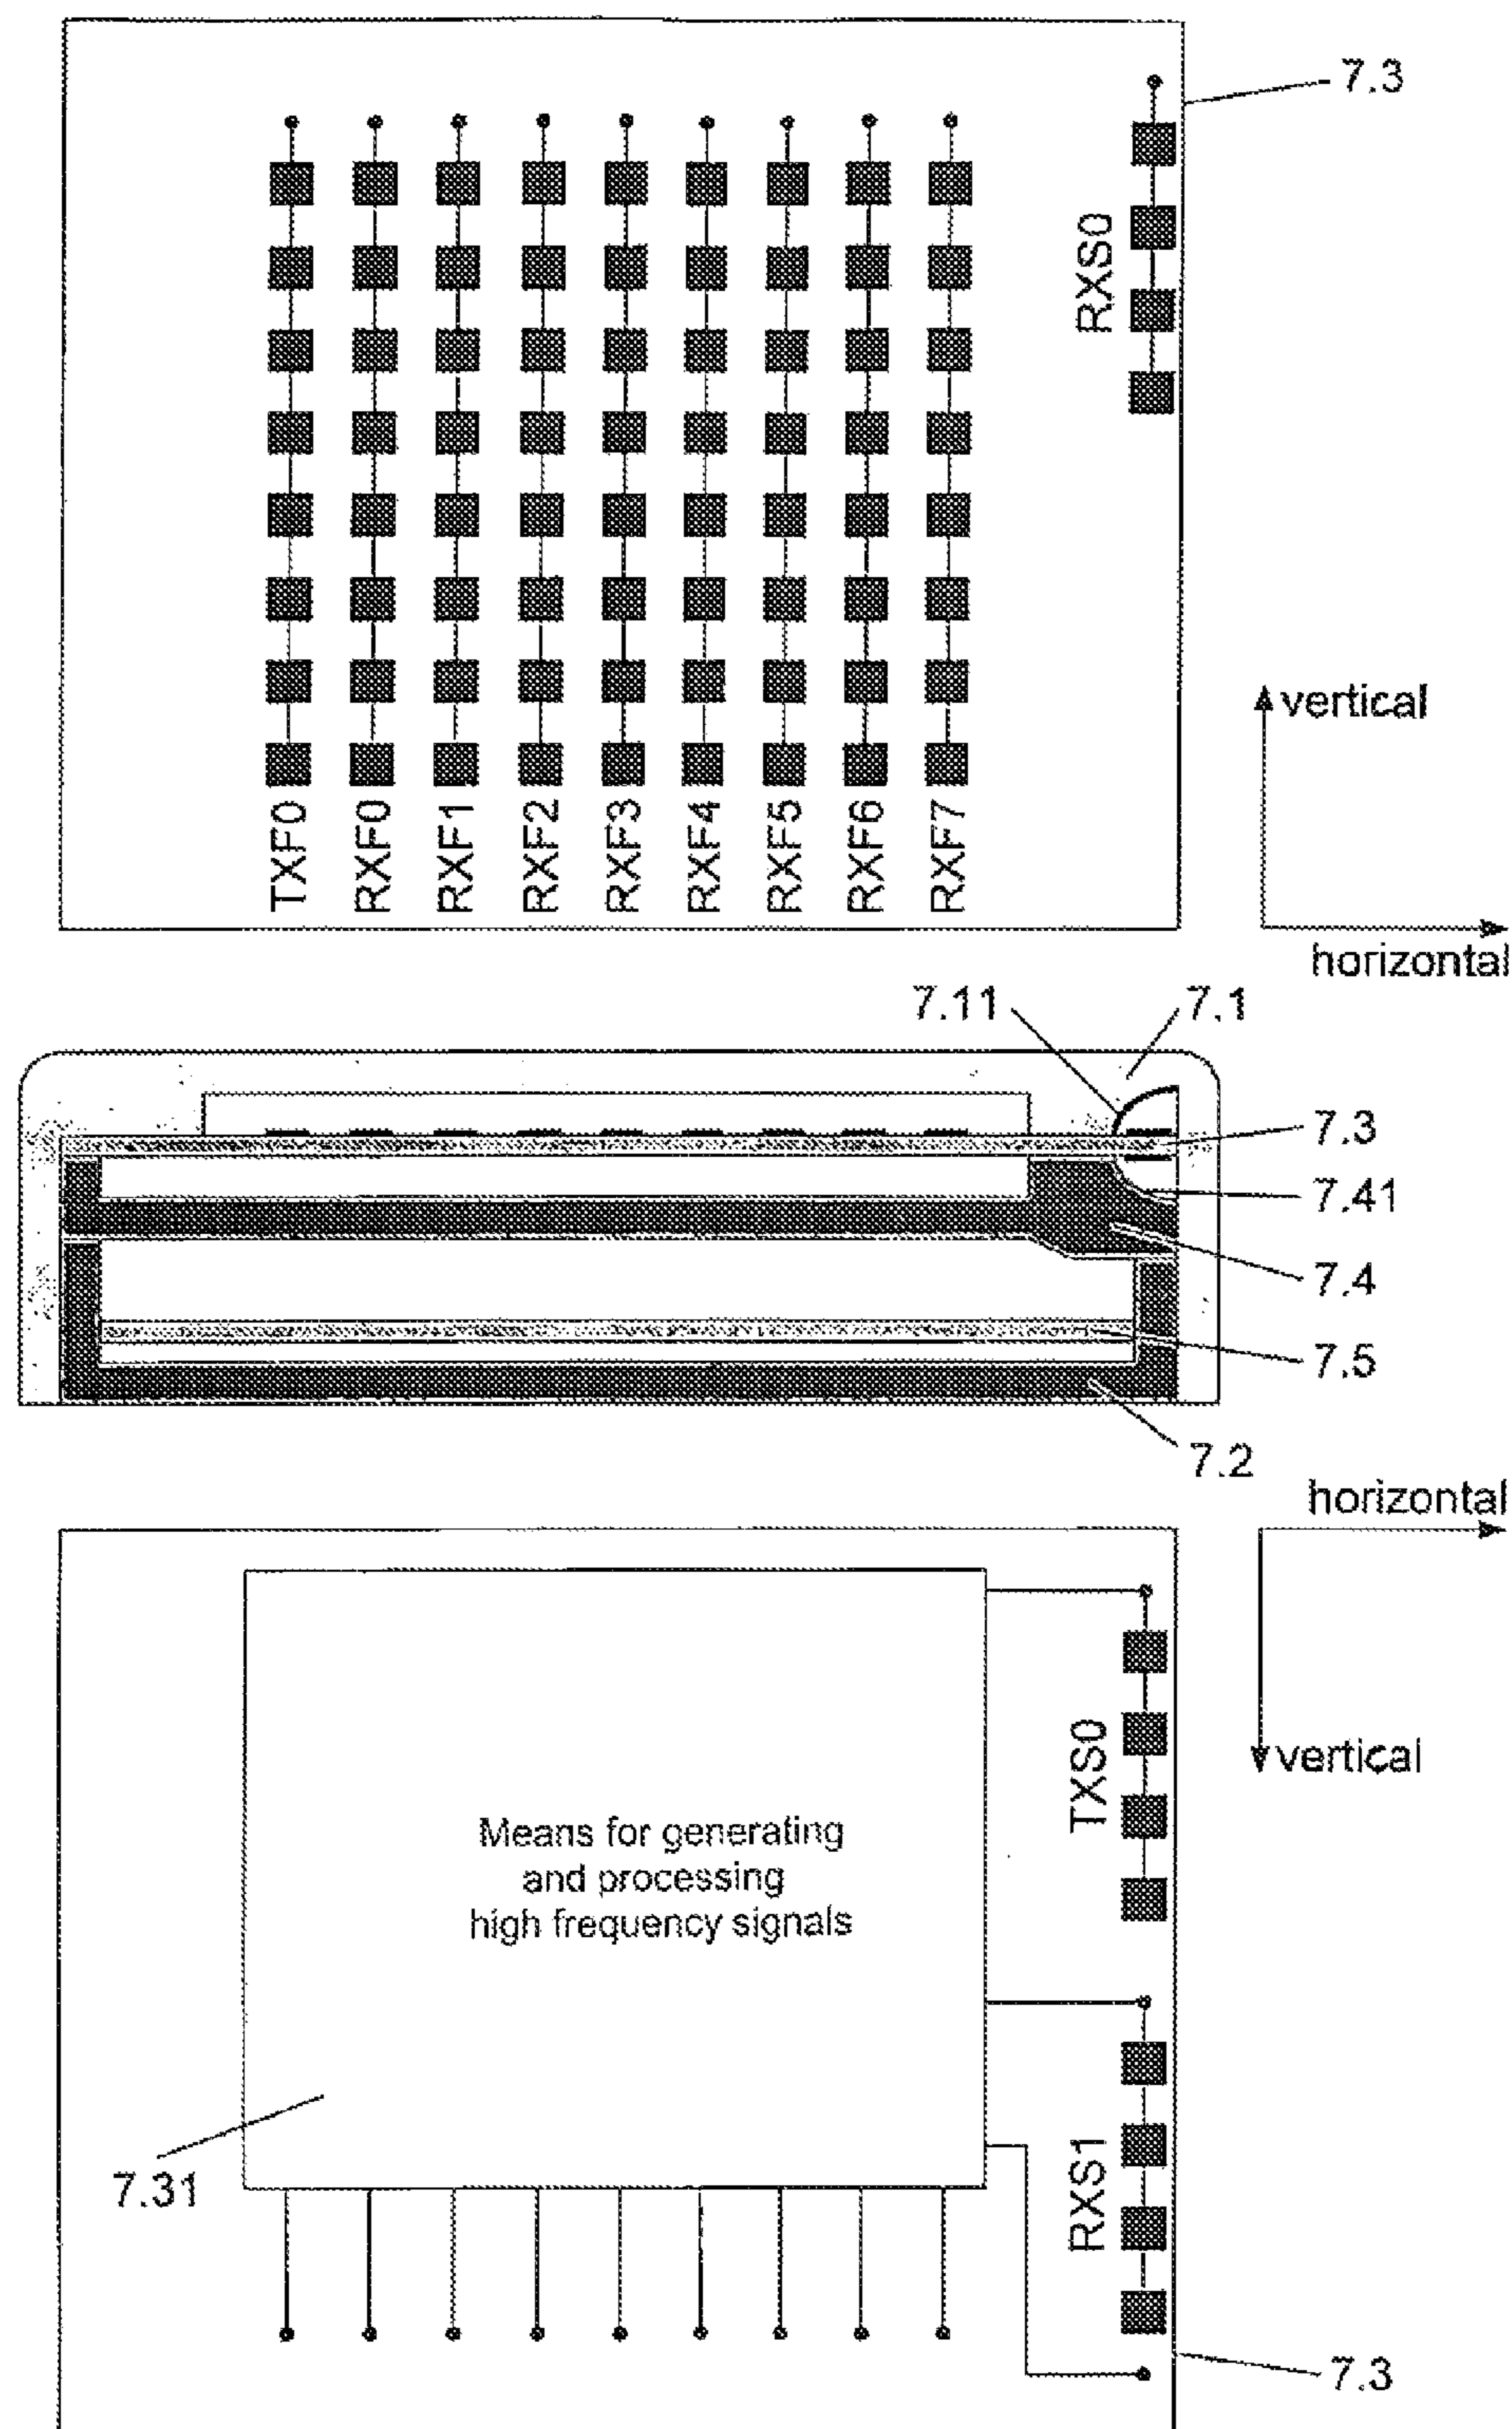 7.3
RXS0
TXF0
RXF0
RXF1
RXF2
RXF3
RXF4
RXF5
RXF6
RXF7
vertical
horizontal
7.11
7.1
7.3
7.41
7.4
7.5
7.2
horizontal
vertical
TXS0
Means for generating
and processing
high frequency signals
RXS1
7.31
7.3